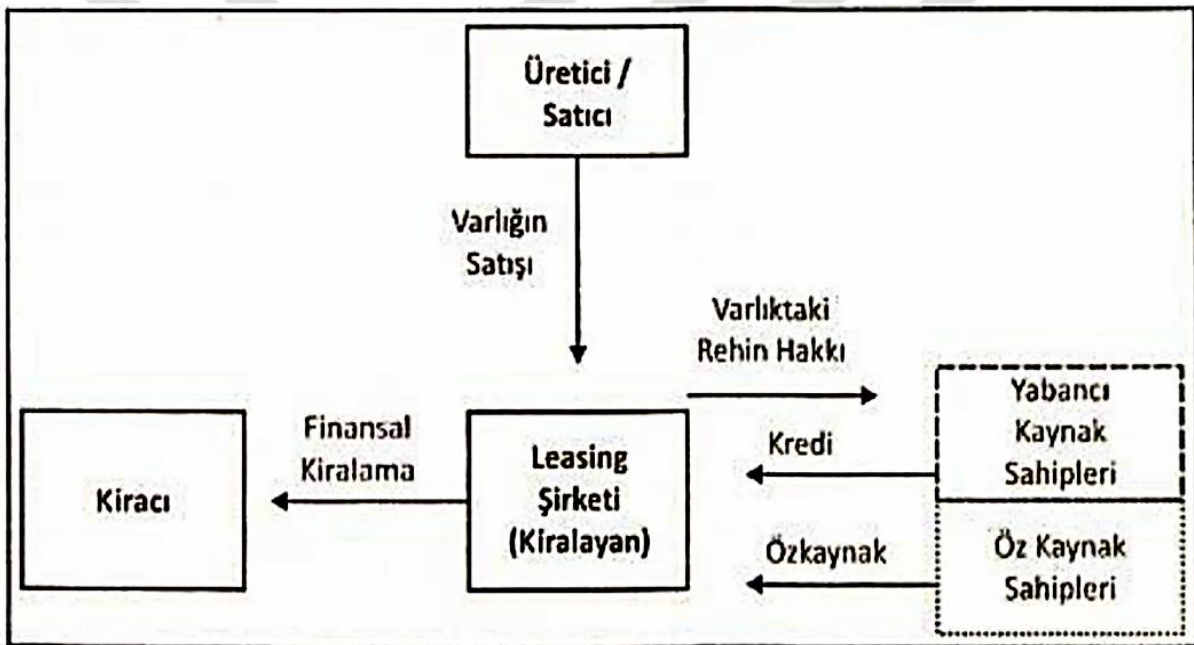 Üretici /
Satıcı
Varlığın
Satışı
Varlıktaki
Rehin Hakkı
Yabancı
Kaynak
Sahipleri
Kredi
Finansal
Kiralama
Leasing
Şirketi
(Kiralayan)
Kiracı
Özkaynak
Öz Kaynak
Sahipleri